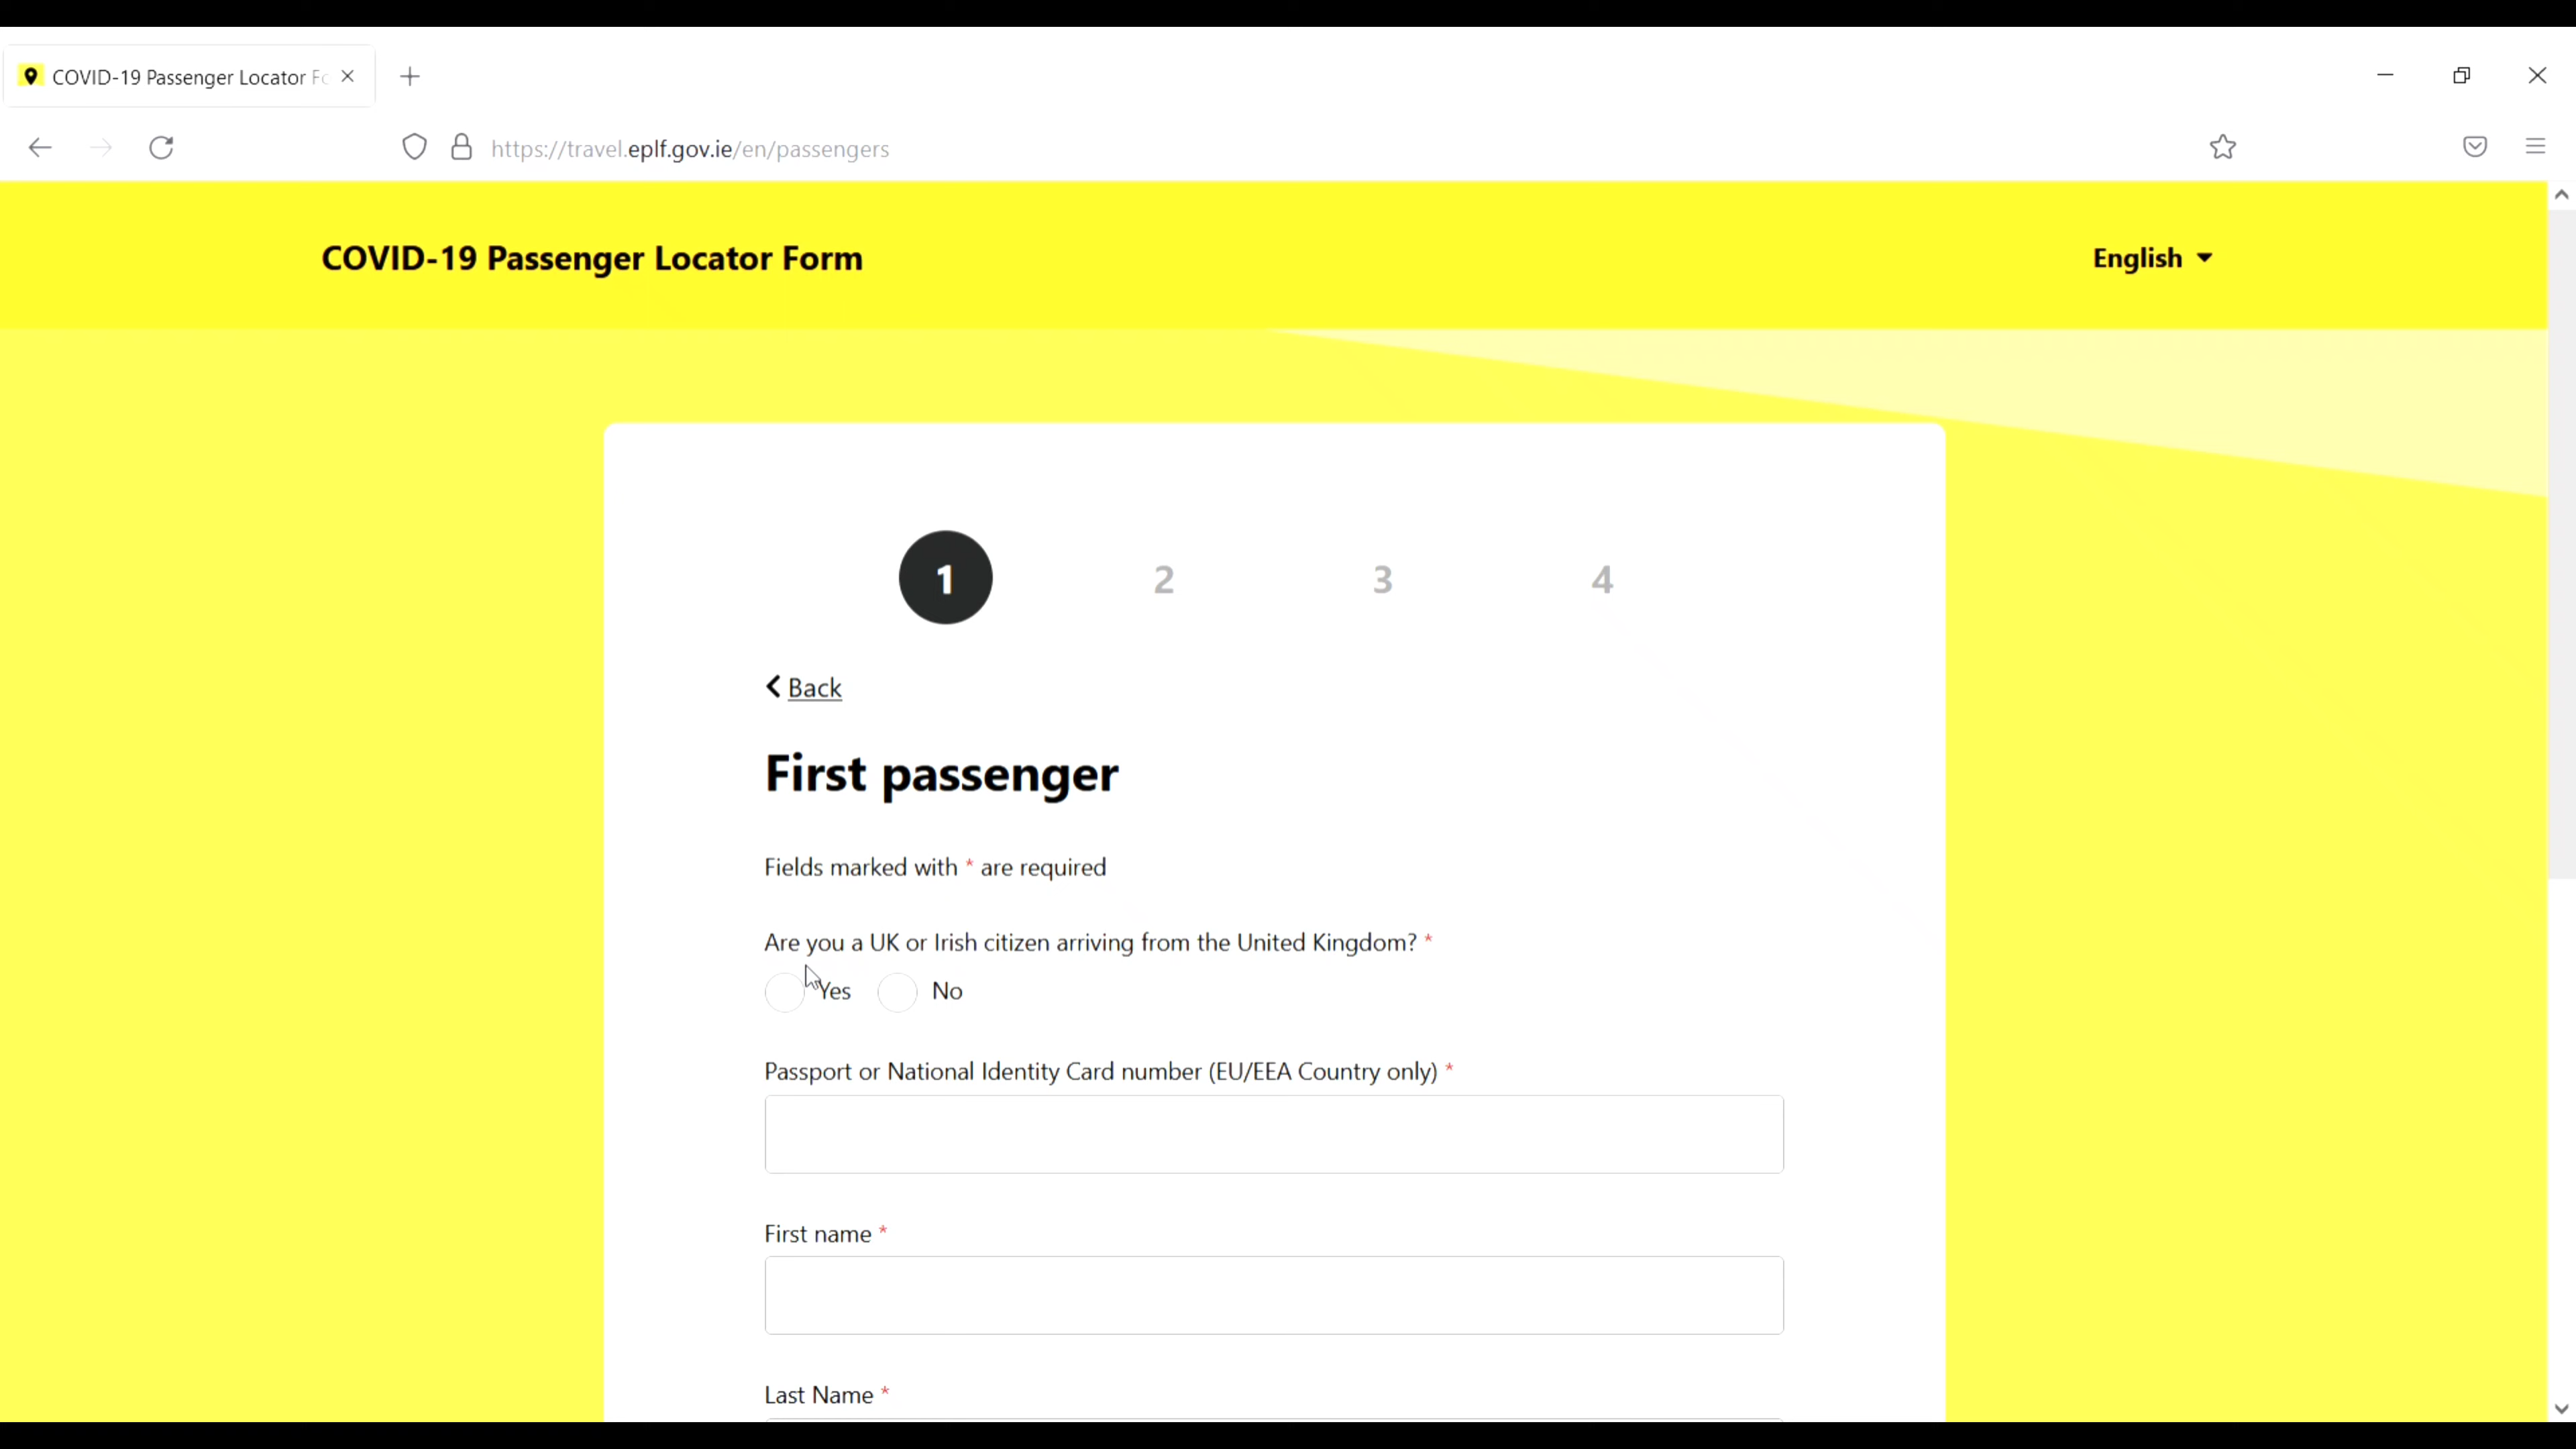 COVID-19 Passenger Locator Fo
https://travel.eplf.gov.ie/en/passengers
COVID-19 Passenger Locator Form
English
1 2 3 4
Back
First passenger
Fields marked with * are required
Are you a UK or Irish citizen arriving from the United Kingdom? *
Yes No
Passport or National Identity Card number (EU/EEA Country only) *
First name *
Last Name *